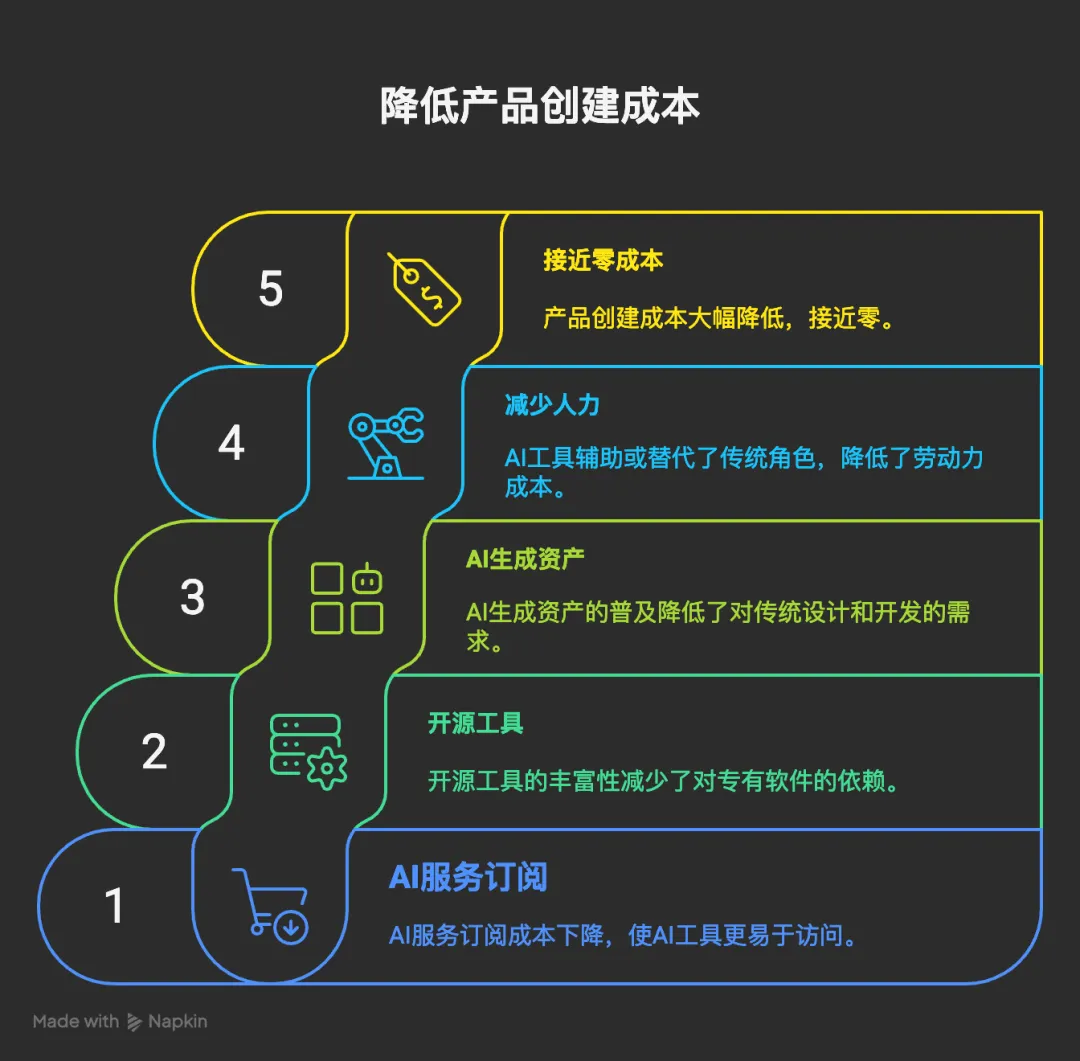 降低产品创建成本
5
接近零成本
产品创建成本大幅降低，接近零。
4
减少人力
AI工具辅助或替代了传统角色，降低了劳动力
成本。
3
AI生成资产
AI生成资产的普及降低了对传统设计和开发的需
求。
2
开源工具
开源工具的丰富性减少了对专有软件的依赖。
1
AI服务订阅
AI服务订阅成本下降，使AI工具更易于访问。
Made with Napkin